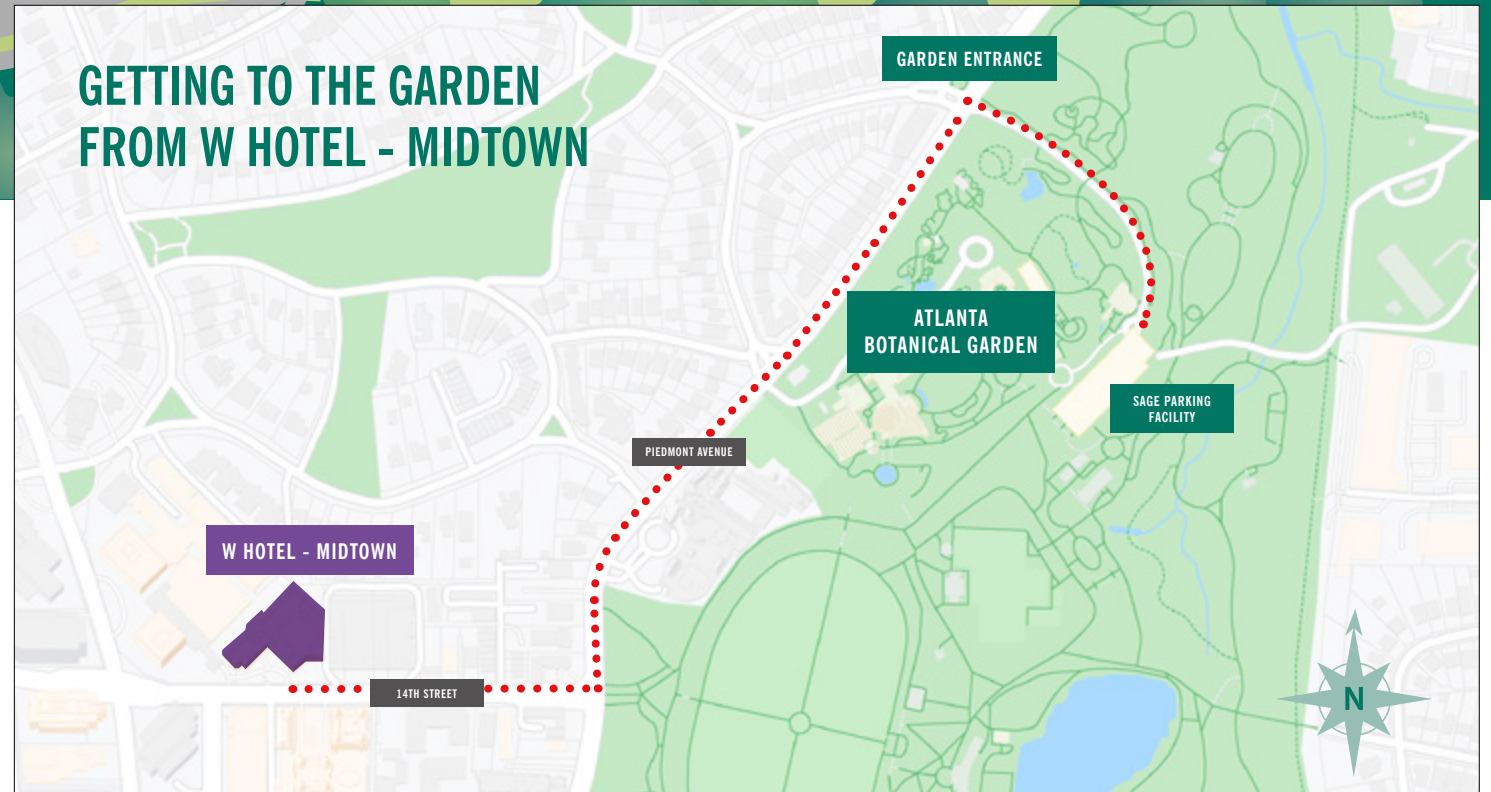 GETTING TO THE GARDEN
FROM W HOTEL - MIDTOWN
GARDEN ENTRANCE
ATLANTA
BOTANICAL GARDEN
SAGE PARKING
FACILITY
PIEDMONT AVENUE
W HOTEL - MIDTOWN
14TH STREET
N